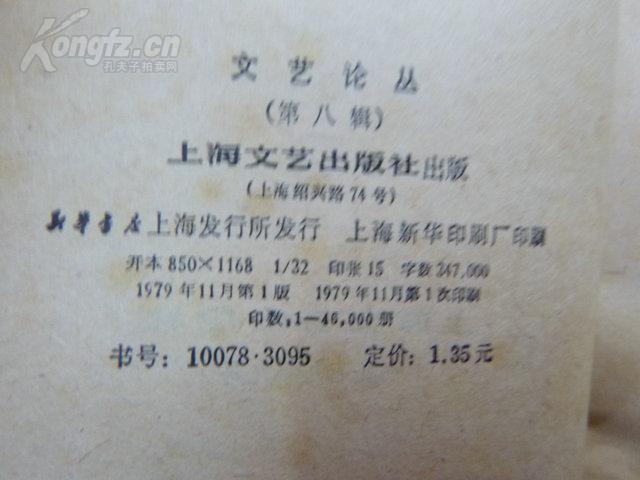 Kongfz.cn
孔夫子拍卖网
文艺论丛
(第八辑)
上海文艺出版社出版
(上海绍兴路74号)
新华书店上海发行所发行 上海新华印刷厂印刷
开本 850×1168 1/32 印张 15 字数 347,000
1979年11月第1版 1979年11月第1次印刷
印数:1—46,000册
书号:10078·3095 定价:1.35元